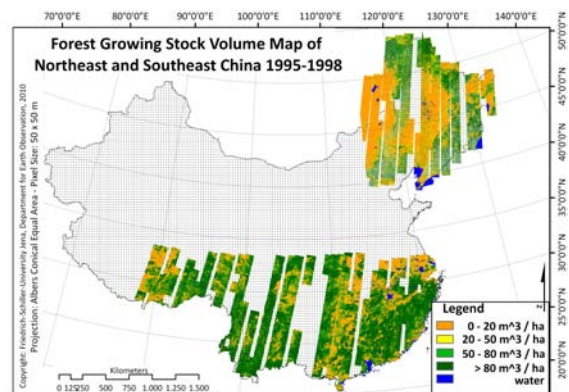 70°0'0" 80°0'0"E 90°0'0"E 100°0'0"E 110°0'0"E 120°0'0"E 130°0'0"E 140°0'0"E
Forest Growing Stock Volume Map of
Northeast and Southeast China 1995-1998
Copyright: Friedrich-Schiller-University Jena, Department for Earth Observation, 2010
Projection: Albers Conical Equal Area - Pixel Size: 50 x 50 m
50°0'0"N
45°0'0"N
40°0'0"N
35°0'0"N
30°0'0"N
25°0'0"N
20°0'0"N
Legend
0 - 20 m^3 / ha
20 - 50 m^3 / ha
50 - 80 m^3 / ha
> 80 m^3 / ha
water
Kilometers
0 125250 500 750 1.000 1.250 1.500